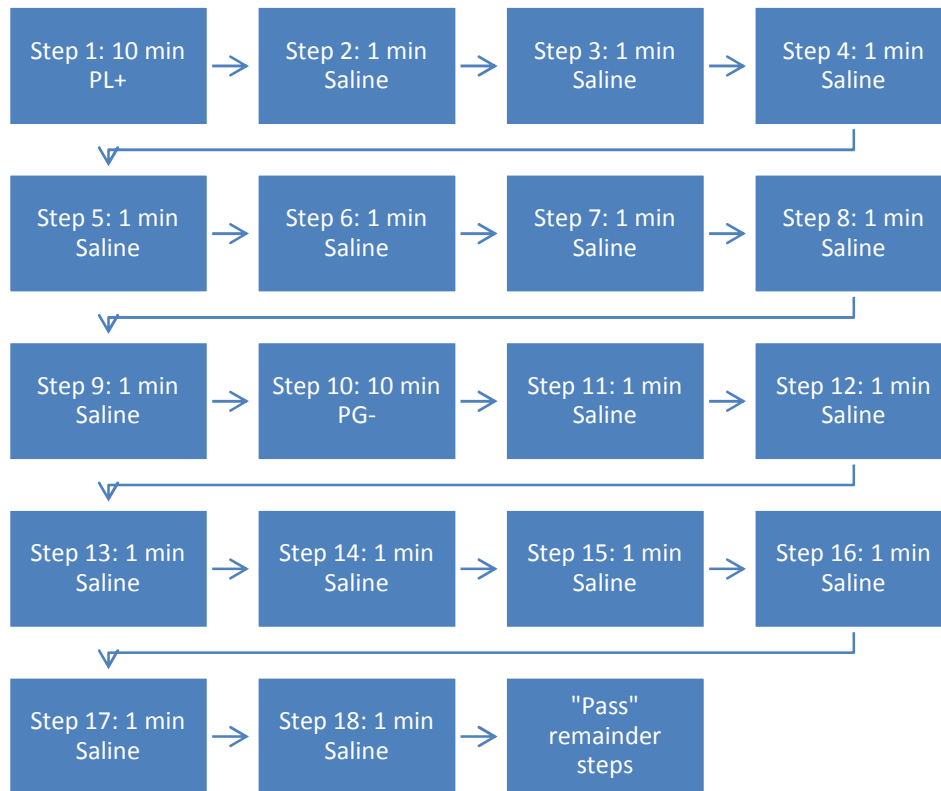 Step 1: 10 min
PL+
Step 2: 1 min
Saline
Step 3: 1 min
Saline
Step 4: 1 min
Saline
Step 5: 1 min
Saline
Step 6: 1 min
Saline
Step 7: 1 min
Saline
Step 8: 1 min
Saline
Step 9: 1 min
Saline
Step 10: 10 min
PG-
Step 11: 1 min
Saline
Step 12: 1 min
Saline
Step 13: 1 min
Saline
Step 14: 1 min
Saline
Step 15: 1 min
Saline
Step 16: 1 min
Saline
Step 17: 1 min
Saline
Step 18: 1 min
Saline
"Pass"
remainder
steps